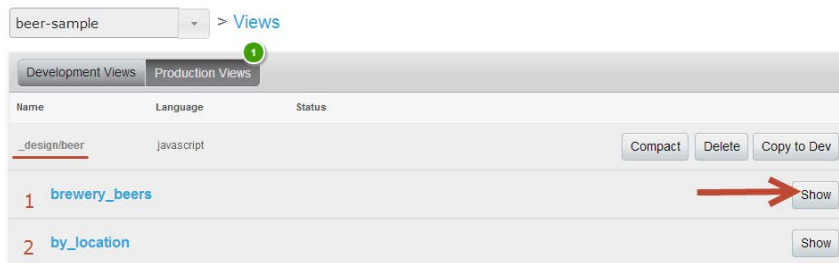 beer-sample > Views
1
Development Views Production Views
Name Language Status
_design/beer javascript Compact Delete Copy to Dev
1 brewery_beers Show
2 by_location Show